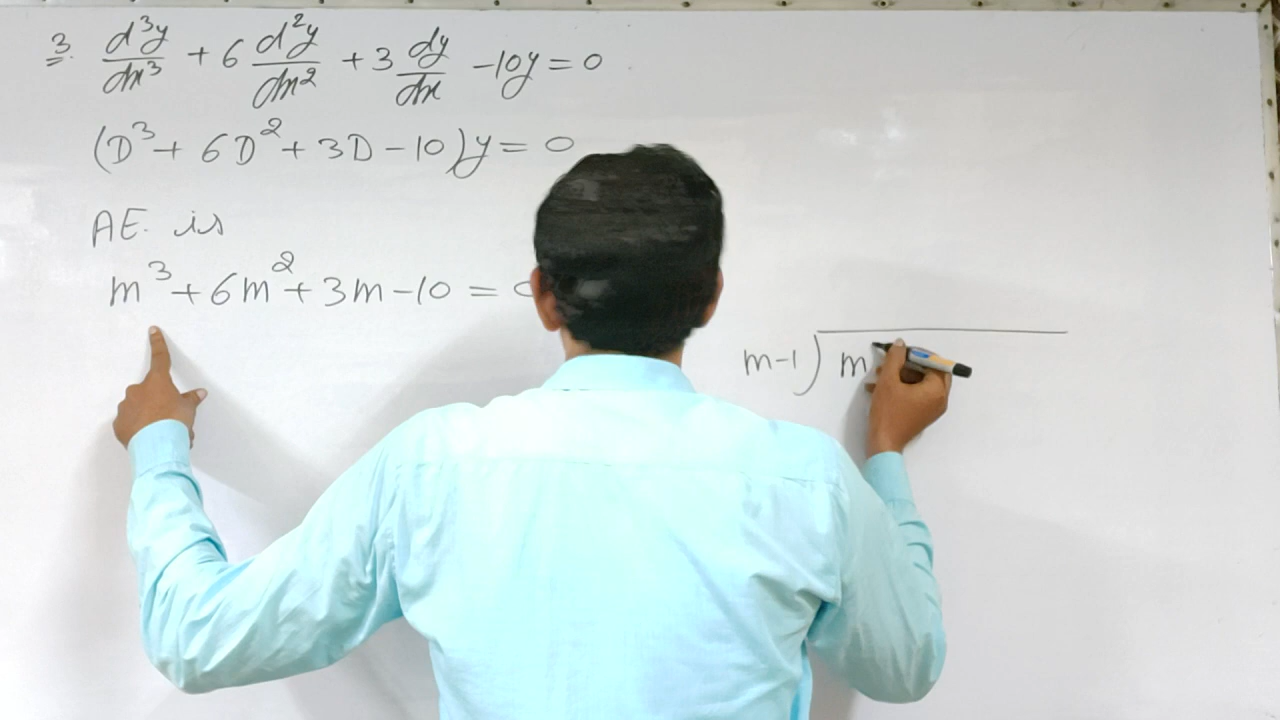 3. d³y/dx³ + 6 d²y/dx² + 3 dy/dx - 10y = 0
(D³ + 6D² + 3D - 10)y = 0
AE. is
m³ + 6m² + 3m - 10 = 0
m-1 ) m